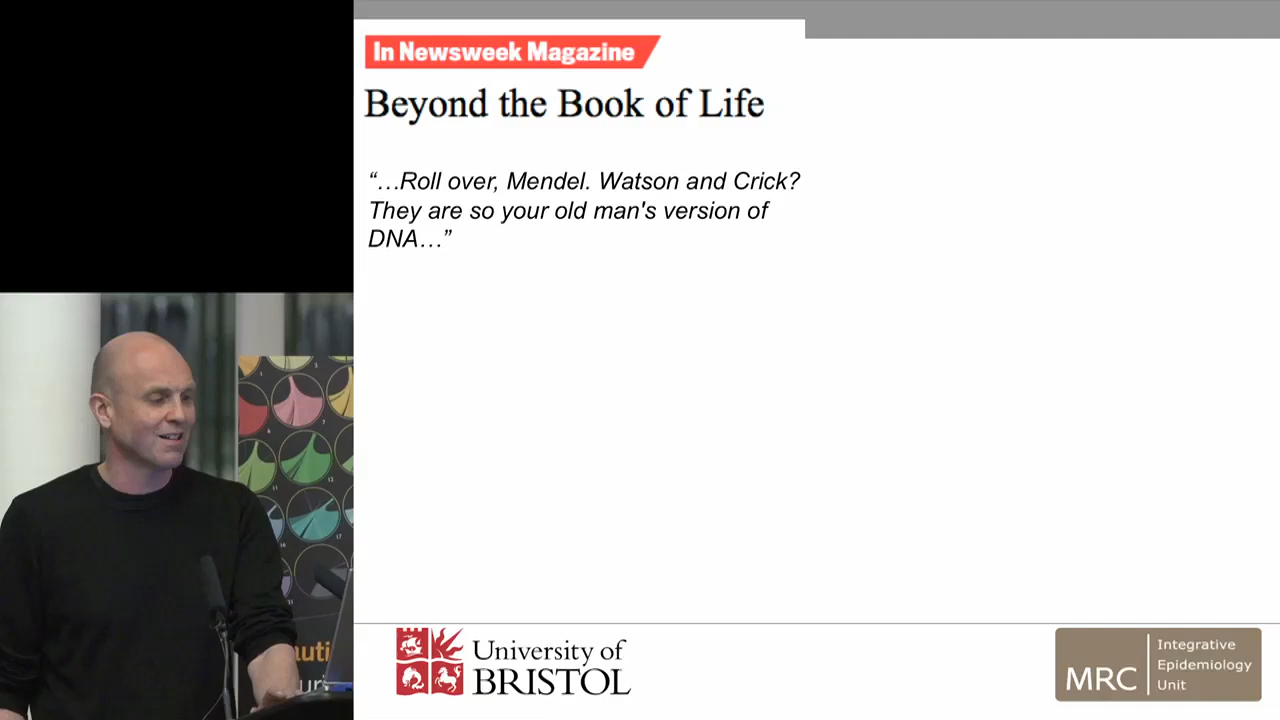 In Newsweek Magazine
Beyond the Book of Life
“…Roll over, Mendel. Watson and Crick?
They are so your old man's version of
DNA…”
University of
BRISTOL
MRC
Integrative
Epidemiology
Unit